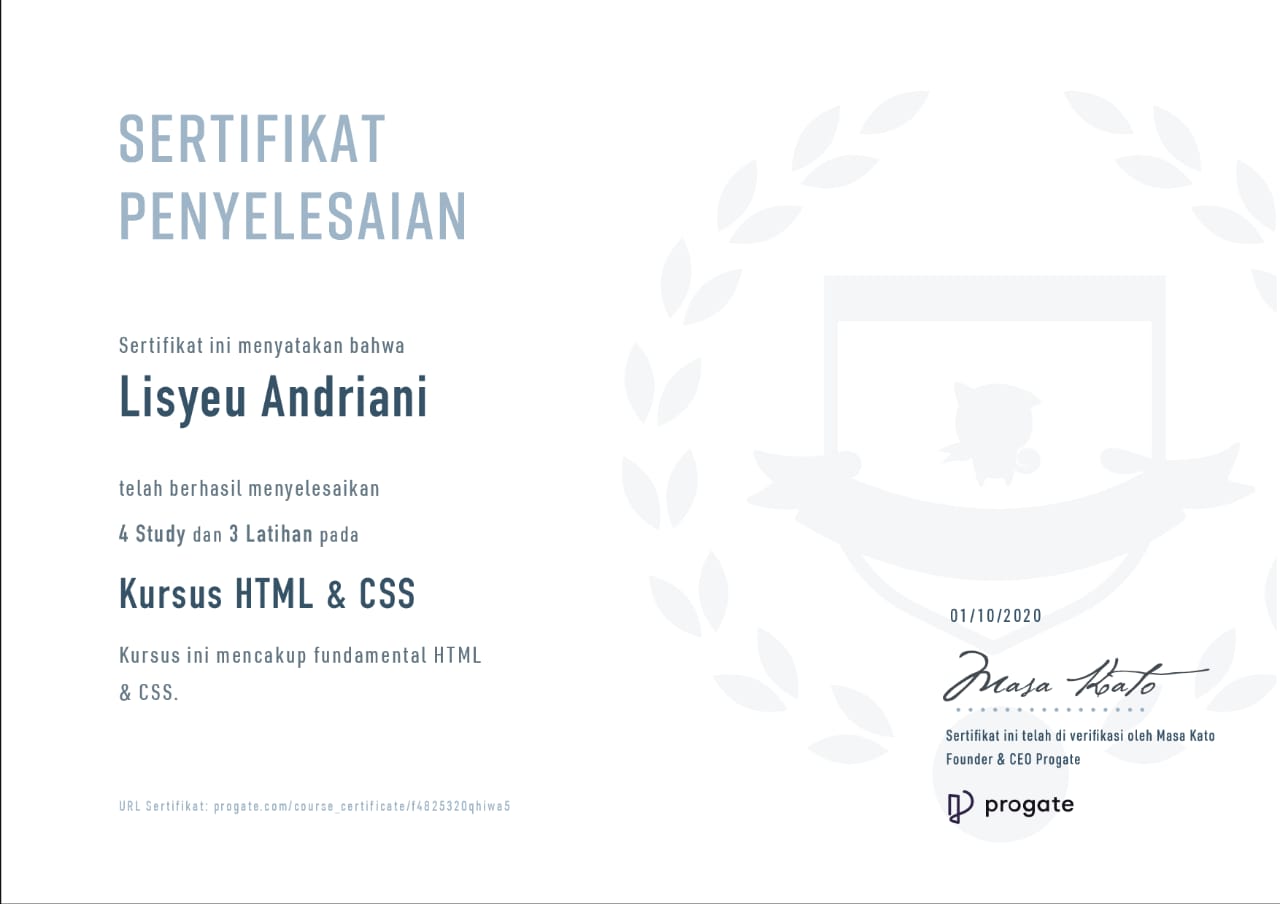 SERTIFIKAT
PENYELESAIAN
Sertifikat ini menyatakan bahwa
Lisyeu Andriani
telah berhasil menyelesaikan
4 Study dan 3 Latihan pada
Kursus HTML & CSS
Kursus ini mencakup fundamental HTML
& CSS.
URL Sertifikat: progate.com/course_certificate/f4825320qhiwa5
01/10/2020
Masa Kato
Sertifikat ini telah di verifikasi oleh Masa Kato
Founder & CEO Progate
progate